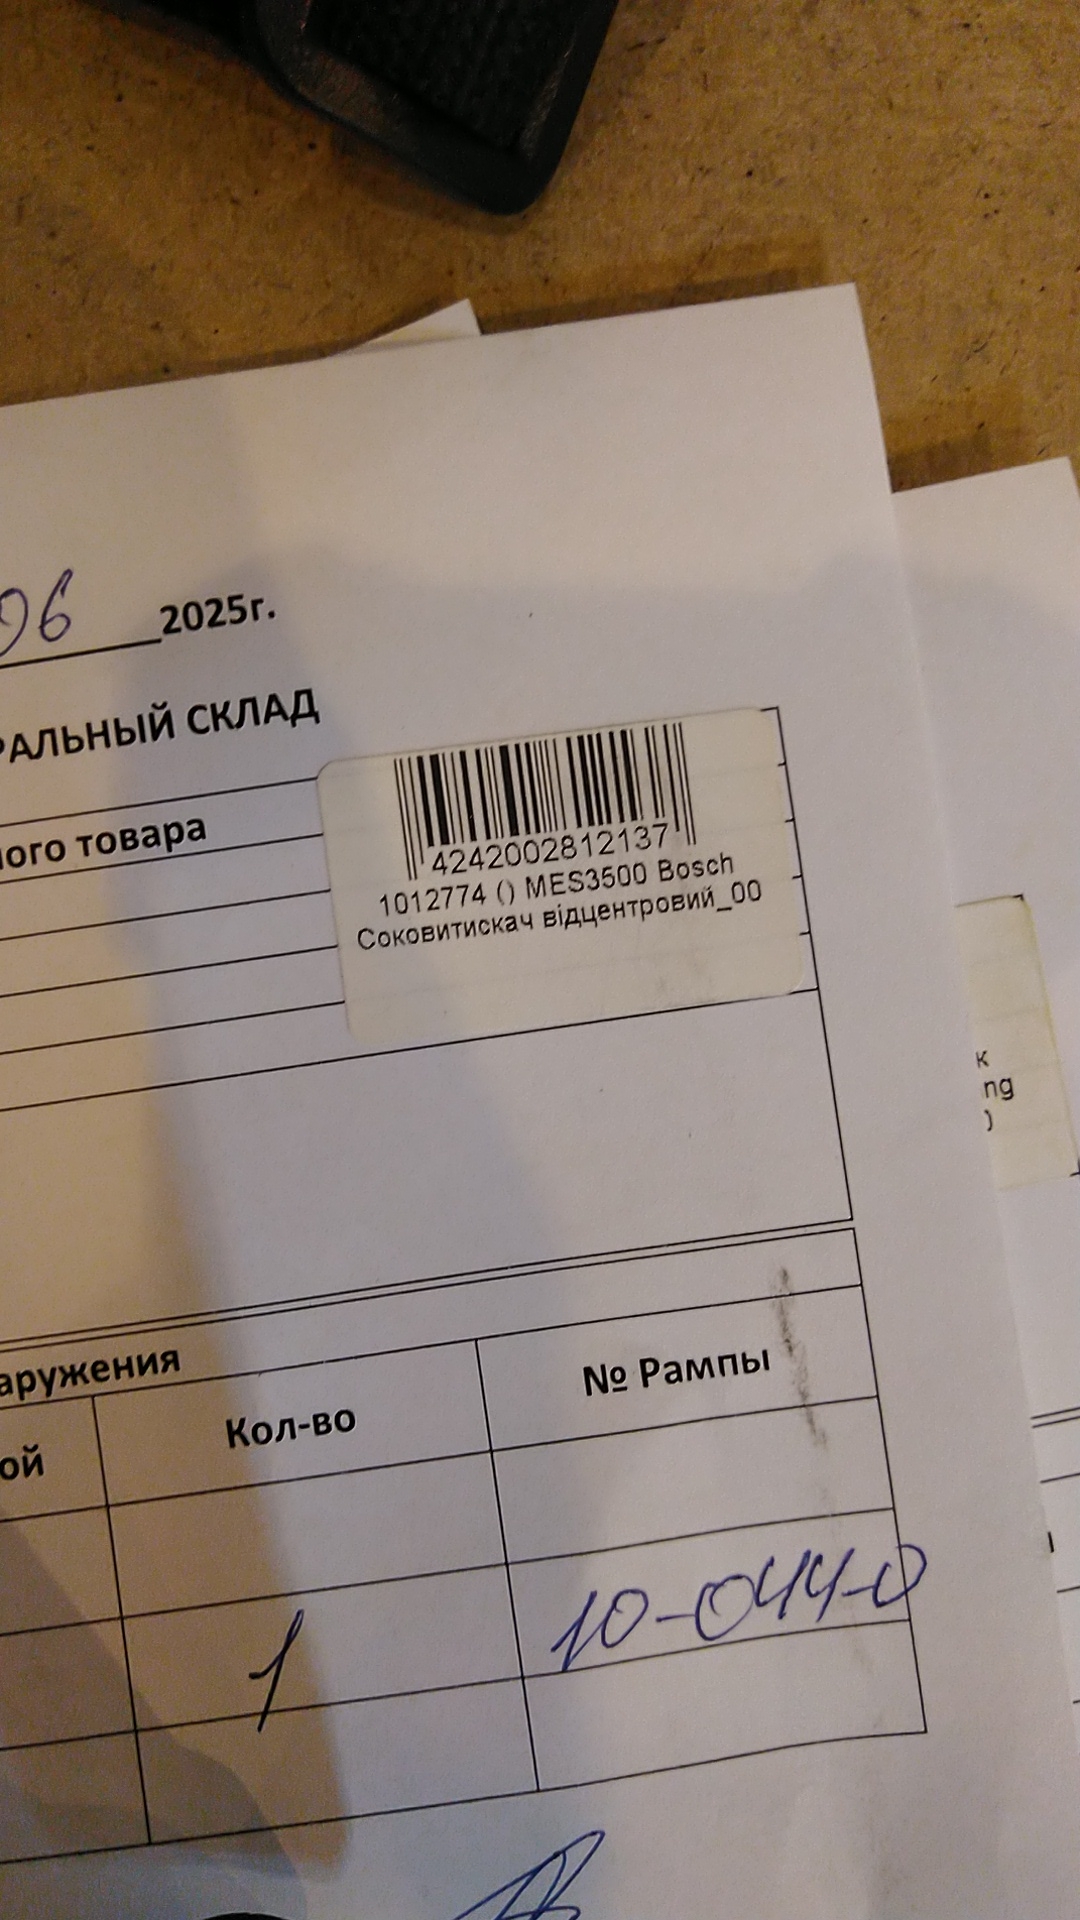 06 2025г.
РАЛЬНЫЙ СКЛАД
ного товара
4242002812137
1012774 () MES3500 Bosch
Соковитискач відцентровий_00
к
ng
)
аружения
ой
Кол-во
№ Рампы
1
10-044-0